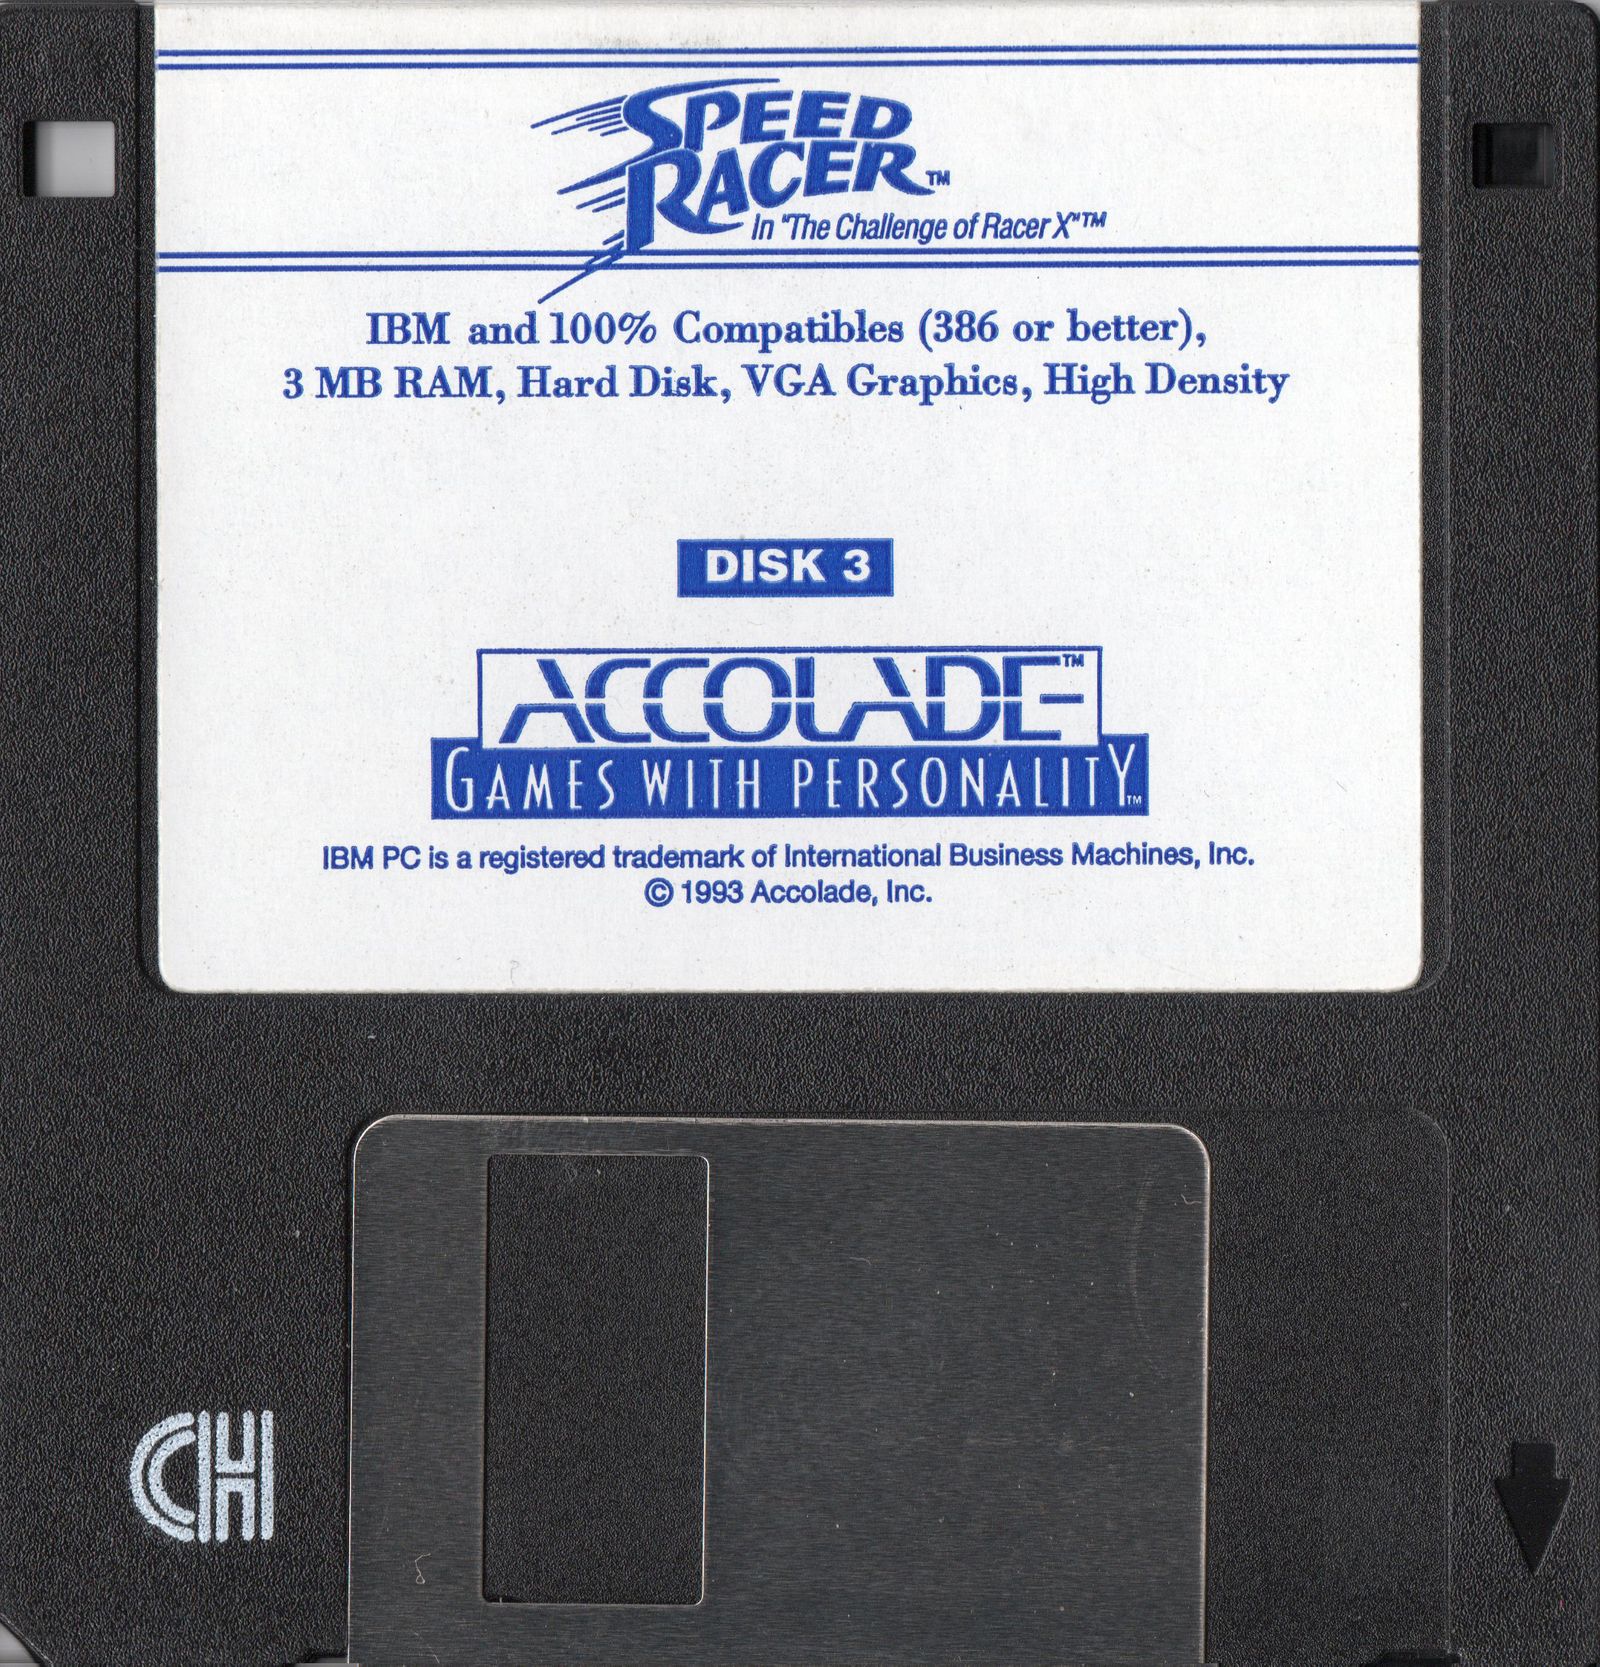 SPEED
RACER™
In "The Challenge of Racer X"™
IBM and 100% Compatibles (386 or better),
3 MB RAM, Hard Disk, VGA Graphics, High Density
DISK 3
ACCOLADE™
GAMES WITH PERSONALITY™
IBM PC is a registered trademark of International Business Machines, Inc.
© 1993 Accolade, Inc.
CH